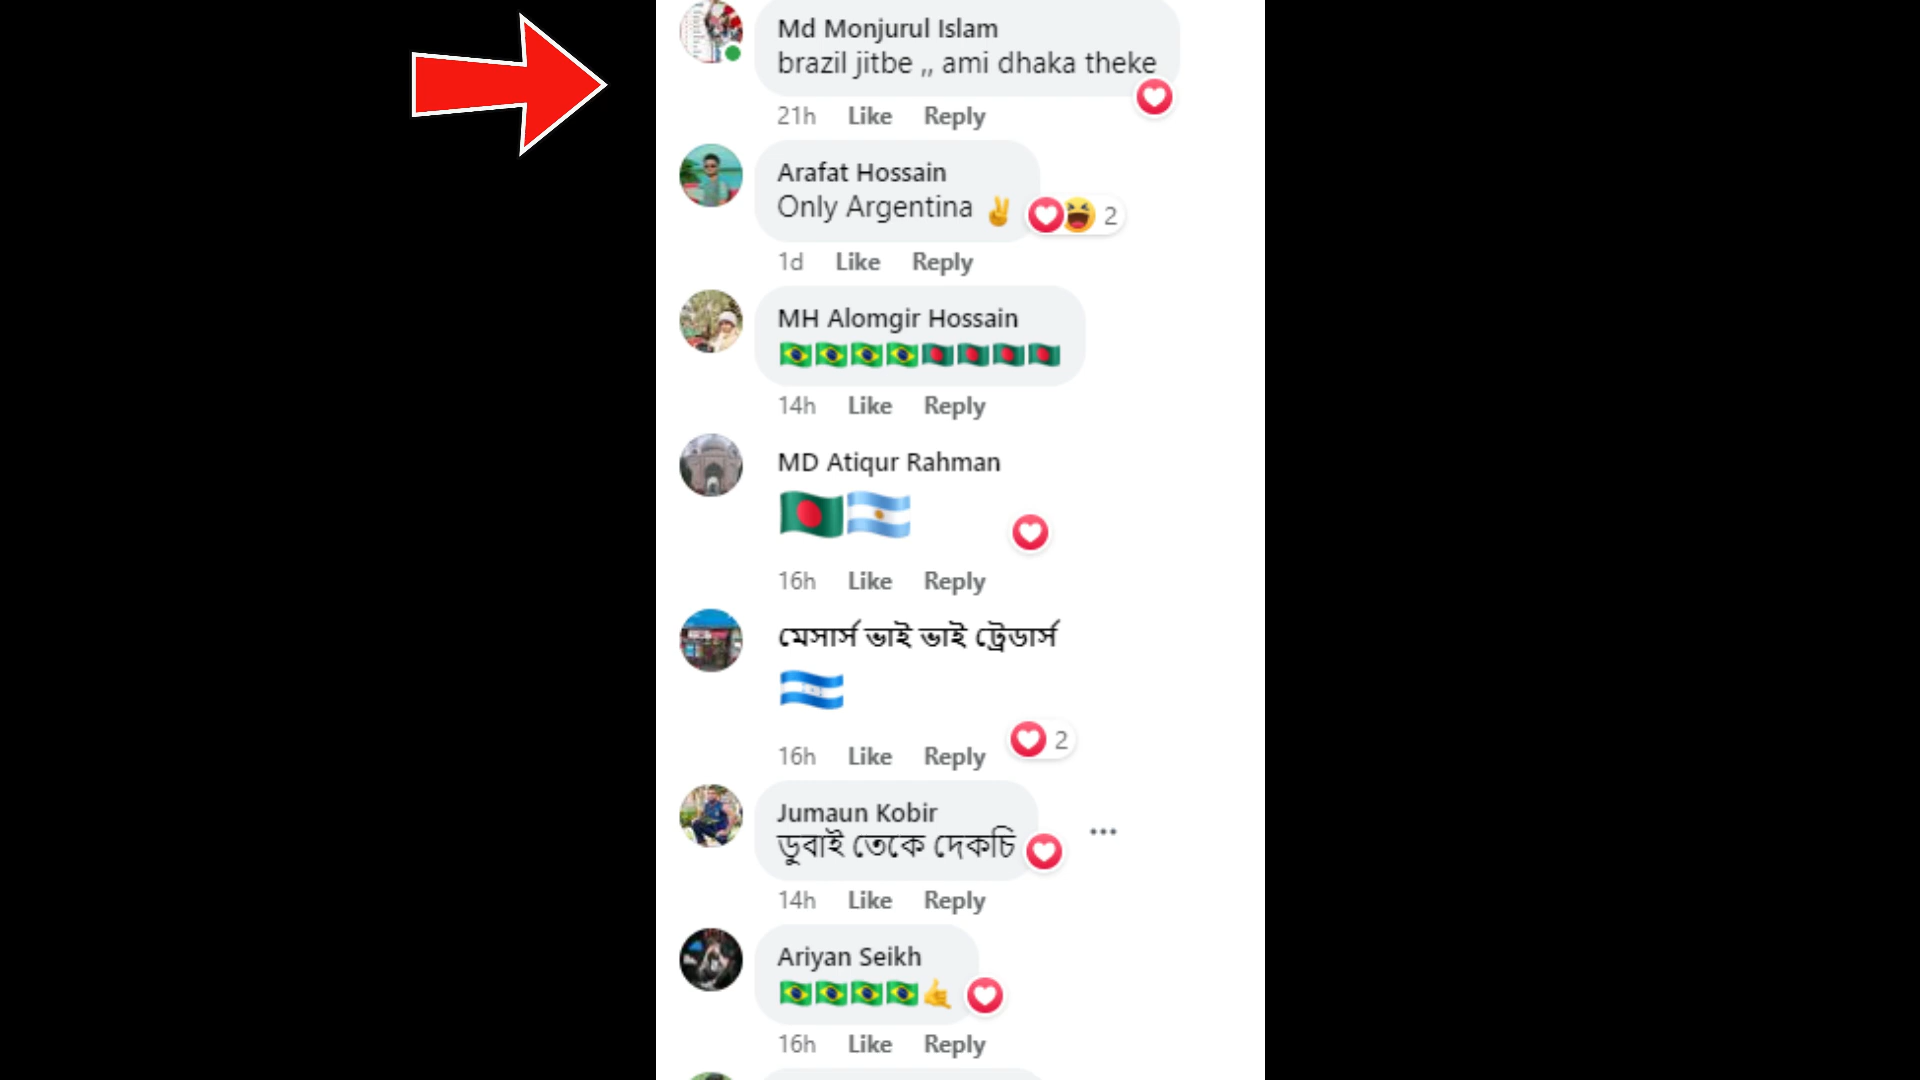 Md Monjurul Islam
brazil jitbe ,, ami dhaka theke
21h Like Reply
Arafat Hossain
Only Argentina ✌️
2
1d Like Reply
MH Alomgir Hossain
🇧🇷🇧🇷🇧🇷🇧🇷🇧🇩🇧🇩🇧🇩🇧🇩
14h Like Reply
MD Atiqur Rahman
🇧🇩🇦🇷
16h Like Reply
মেসার্স ভাই ভাই ট্রেডার্স
🇭🇳
2
16h Like Reply
Jumaun Kobir
ডুবাই তেকে দেকচি
14h Like Reply
Ariyan Seikh
🇧🇷🇧🇷🇧🇷🇧🇷🤙
16h Like Reply